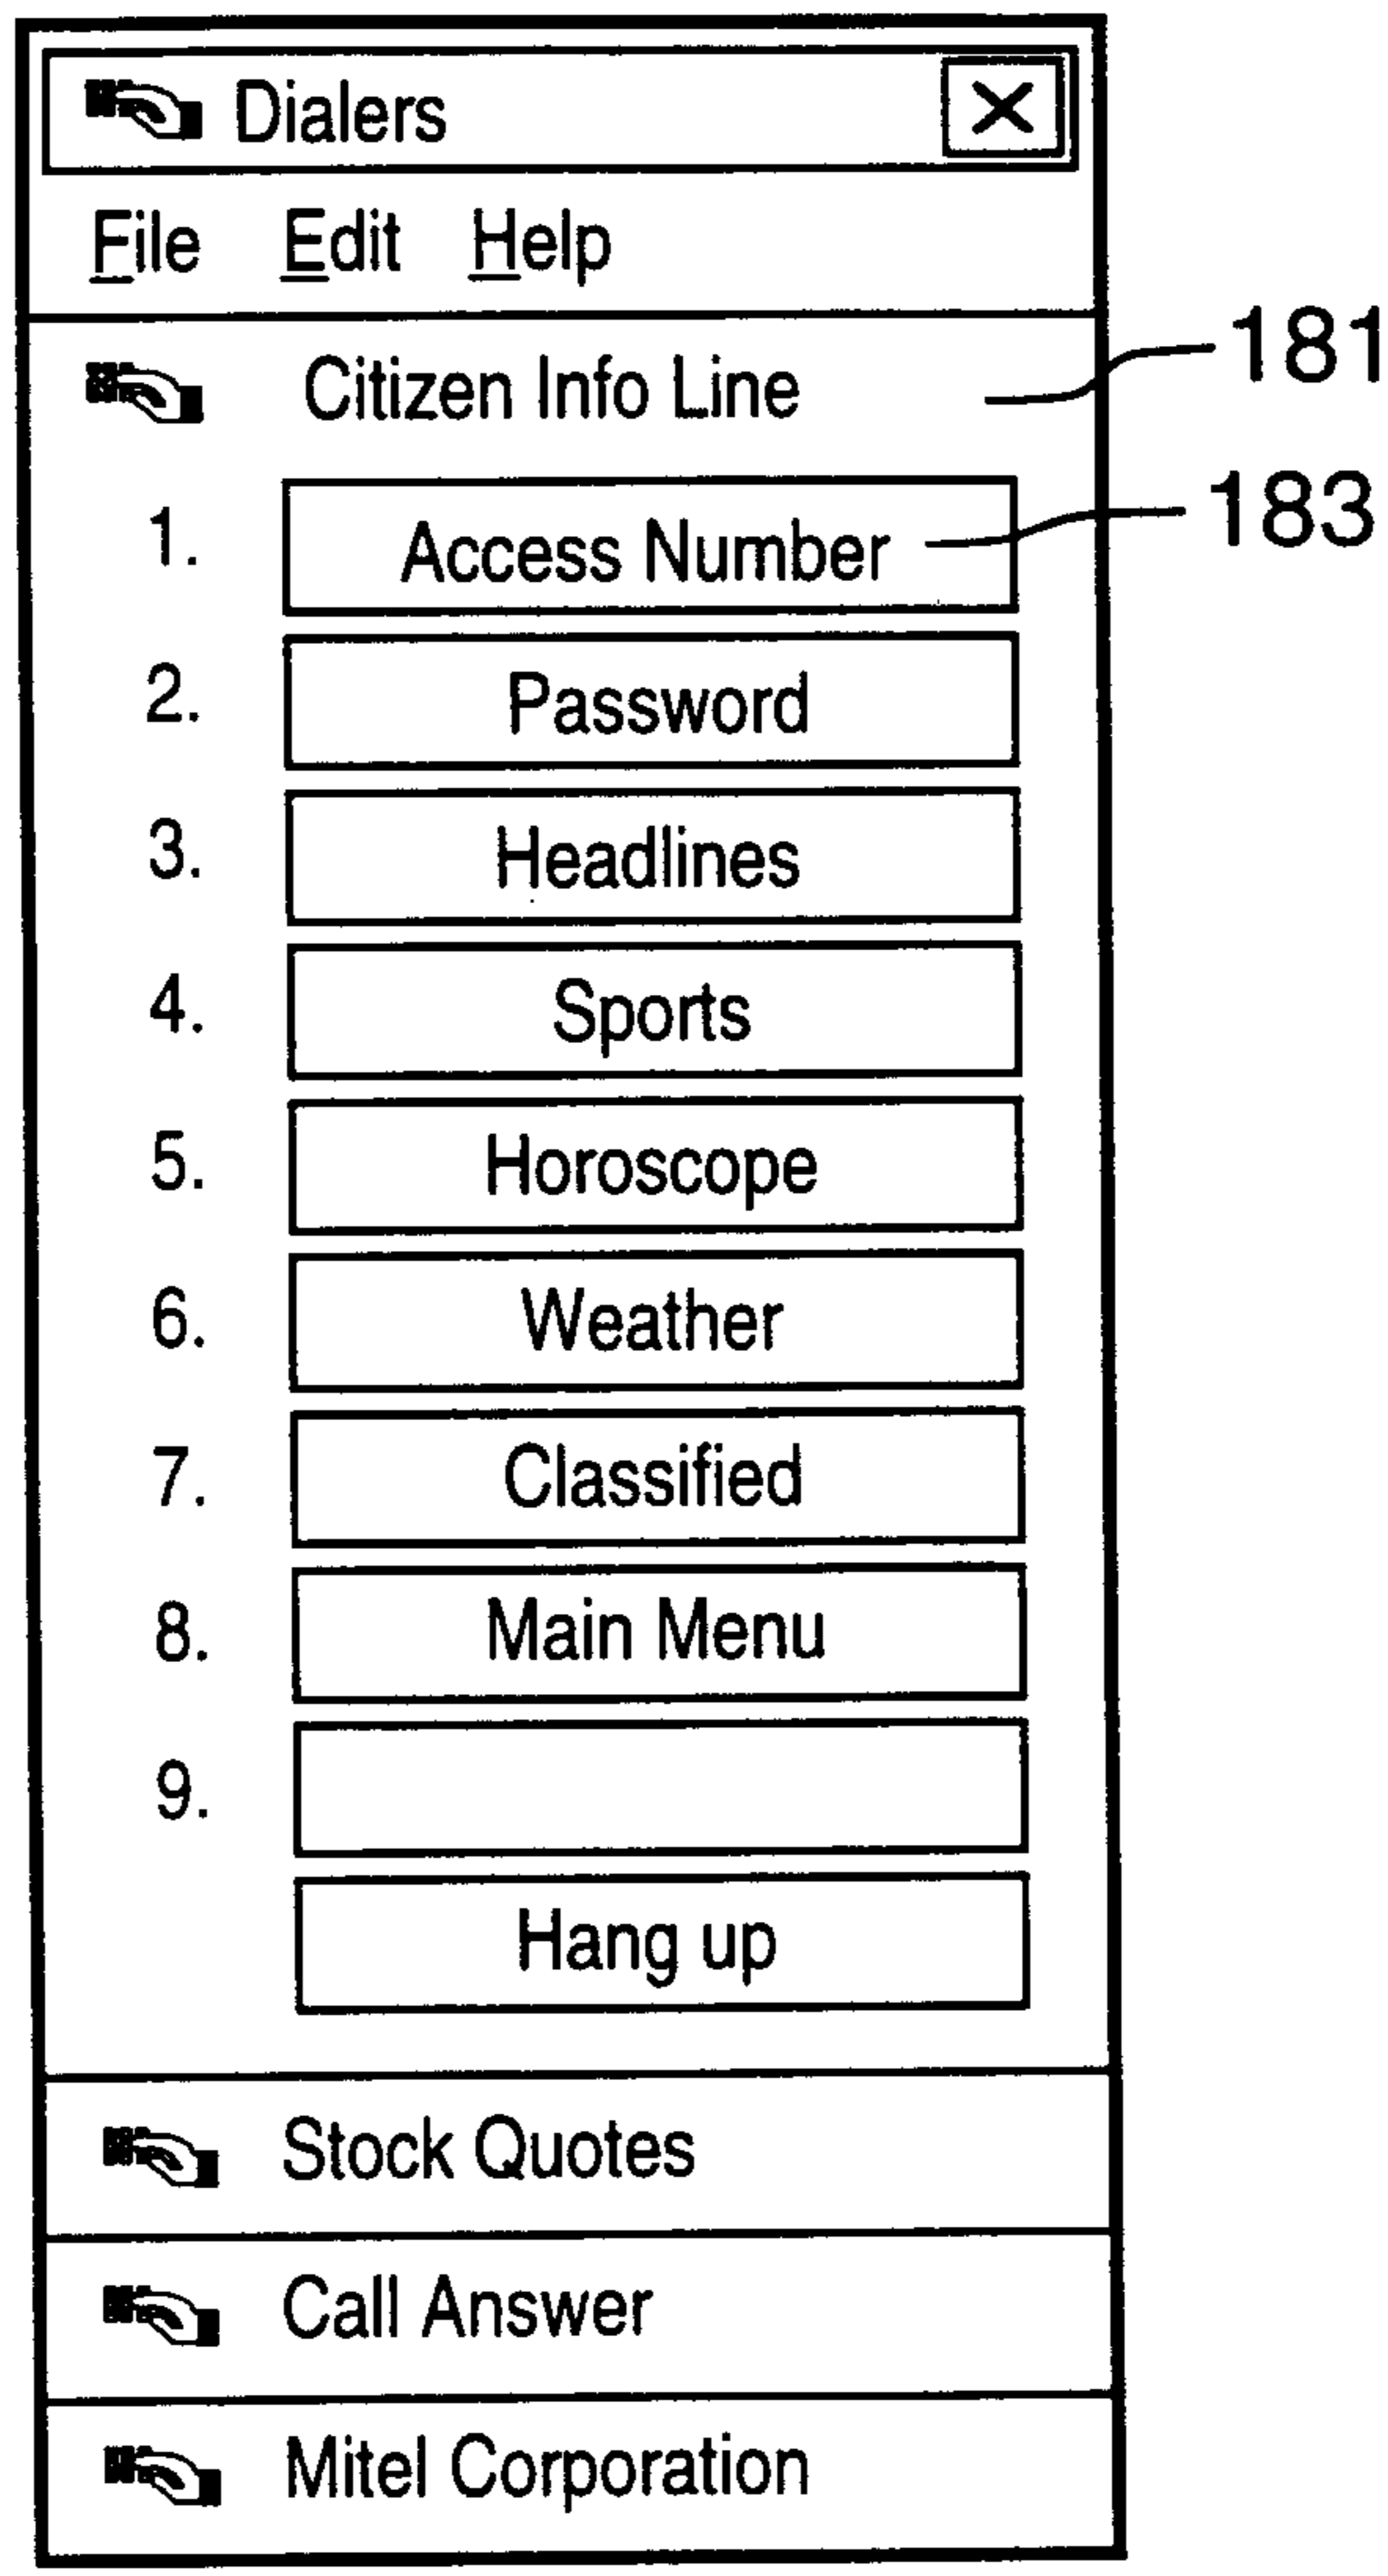 Dialers
File Edit Help
Citizen Info Line 181
1. Access Number 183
2. Password
3. Headlines
4. Sports
5. Horoscope
6. Weather
7. Classified
8. Main Menu
9.
Hang up
Stock Quotes
Call Answer
Mitel Corporation